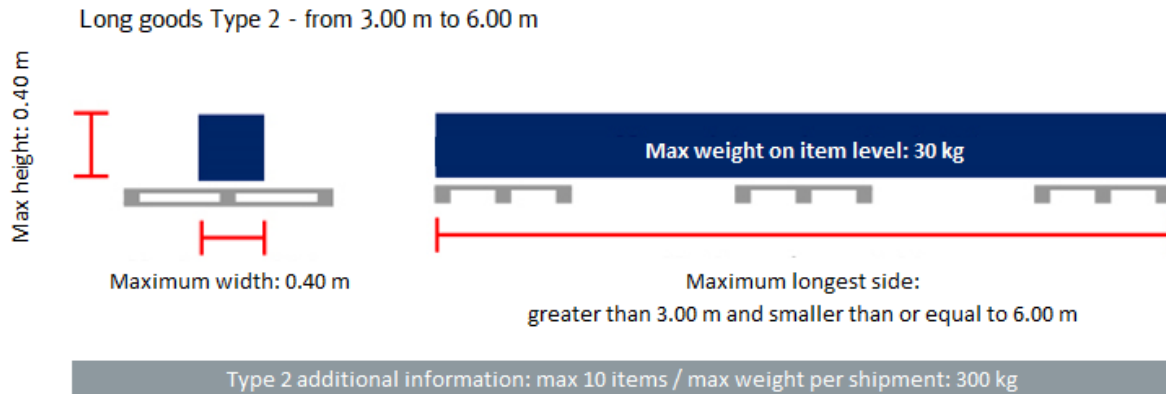 Long goods Type 2 - from 3.00 m to 6.00 m
Max height: 0.40 m
Max weight on item level: 30 kg
Maximum width: 0.40 m
Maximum longest side:
greater than 3.00 m and smaller than or equal to 6.00 m
Type 2 additional information: max 10 items / max weight per shipment: 300 kg